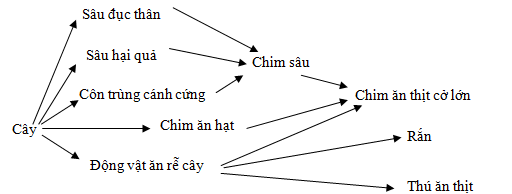 Sâu đục thân
Sâu hại quả
Chim sâu
Côn trùng cánh cứng
Chim ăn thịt cở lớn
Cây
Chim ăn hạt
Rắn
Động vật ăn rễ cây
Thú ăn thịt